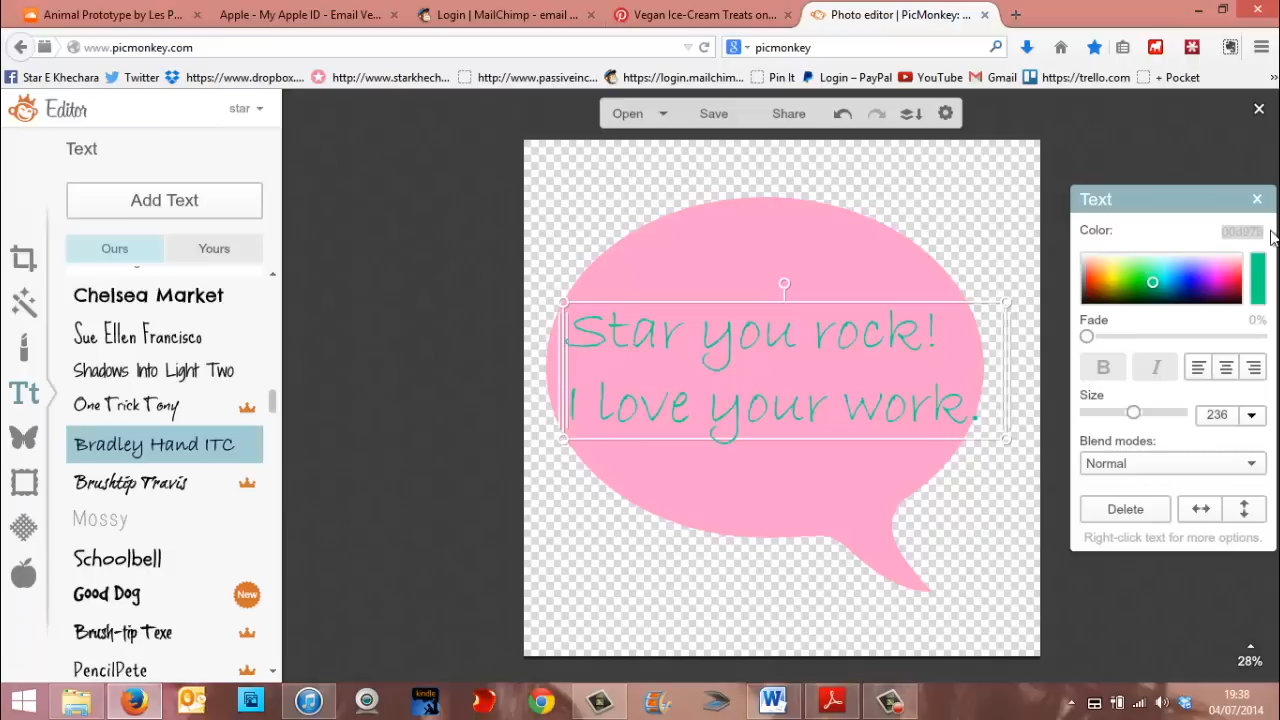 Animal Prototype by Les P...
Apple - My Apple ID - Email Ve...
Login | MailChimp - email ...
Vegan Ice-Cream Treats on...
Photo editor | PicMonkey: ...
www.picmonkey.com
picmonkey
Star E Khechara
Twitter
https://www.dropbox....
http://www.starkhech...
http://www.passiveinc...
https://login.mailchim...
Pin It
Login – PayPal
YouTube
Gmail
https://trello.com
+ Pocket
Editor
star
Open
Save
Share
Text
Add Text
Ours
Yours
Chelsea Market
Sue Ellen Francisco
Shadows Into Light Two
One Trick Tony
Bradley Hand ITC
Brushtip Travis
Mossy
Schoolbell
Good Dog
New
Brush-tip Texe
PencilPete
Star you rock!
I love your work.
Text
Color:
Fade
0%
B
I
Size
236
Blend modes:
Normal
Delete
Right-click text for more options.
28%
Tt
kindle
19:38
04/07/2014